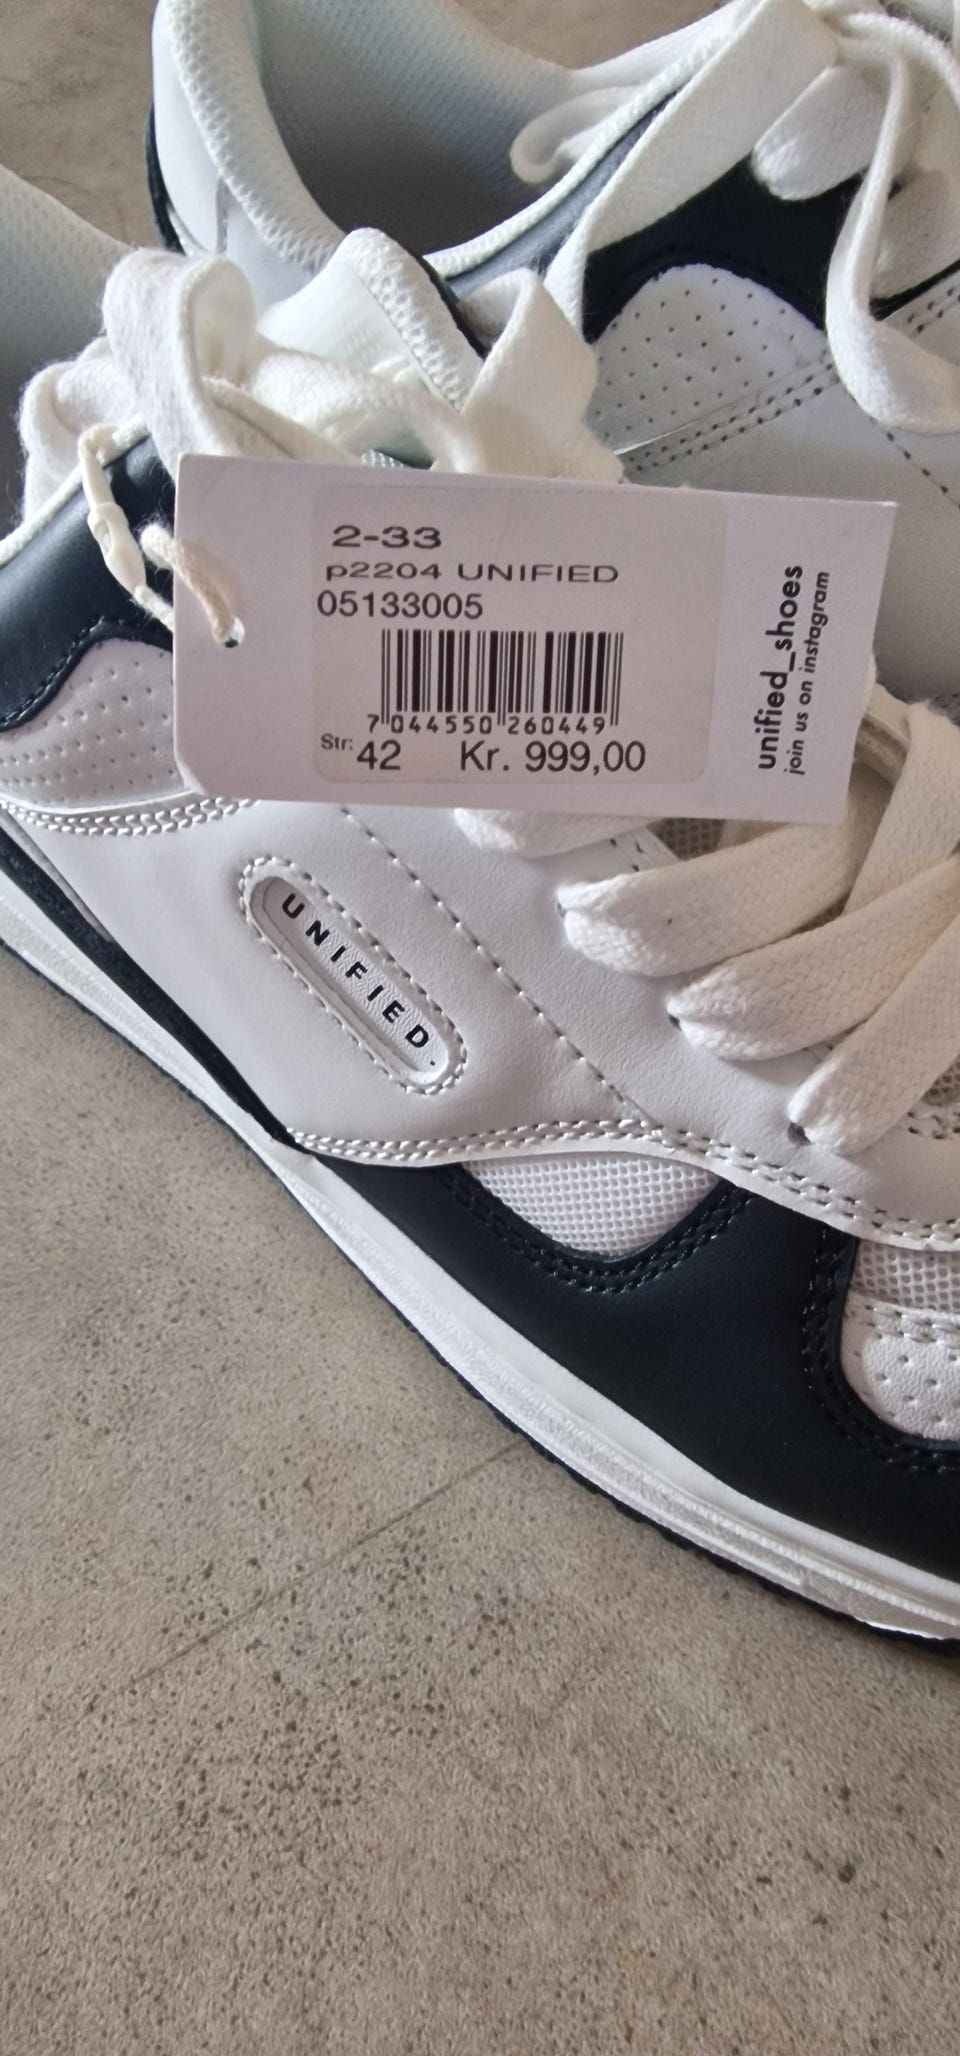 2-33
p2204 UNIFIED
05133005
7 044550 260449
Str: 42 Kr. 999,00
unified_shoes
join us on instagram
UNIFIED.